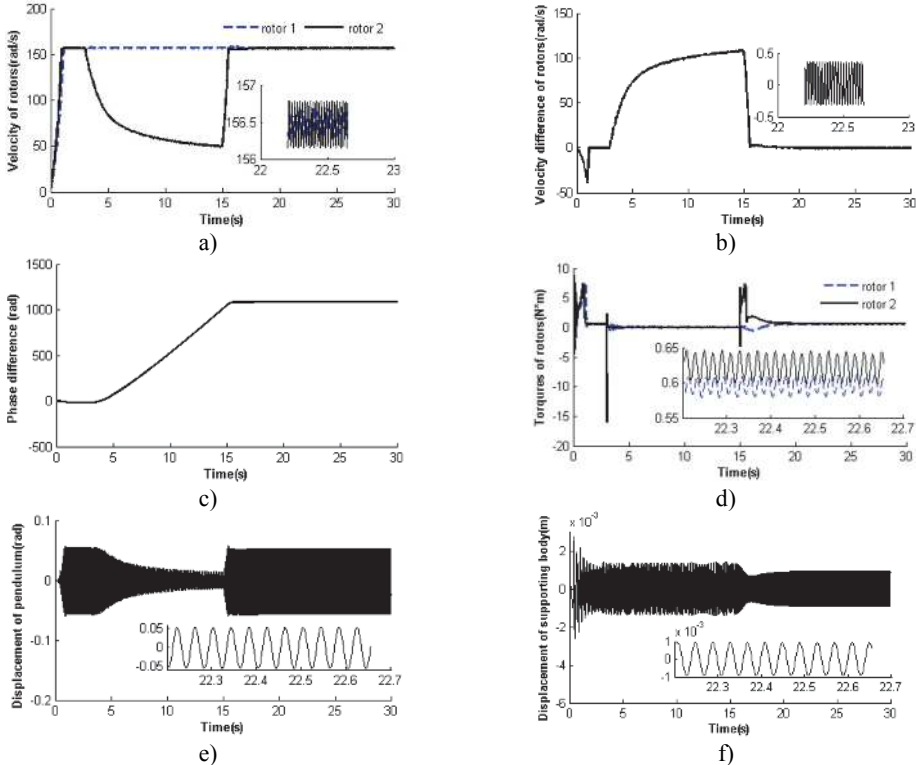 200
150
100
50
0
Velocity of rotors(rad/s)
rotor 1
rotor 2
157
156.5
156
22
22.5
23
0 5 10 15 20 25 30
Time(s)
a)
150
100
50
0
-50
Velocity difference of rotors(rad/s)
0.5
0
-0.5
22
22.5
23
0 5 10 15 20 25 30
Time(s)
b)
1500
1000
500
0
-500
Phase difference (rad)
0 5 10 15 20 25 30
Time(s)
c)
10
5
0
-5
-10
-15
-20
Torqures of rotors(N*m)
rotor 1
rotor 2
0.65
0.6
0.55
22.3 22.4 22.5 22.6 22.7
0 5 10 15 20 25 30
Time(s)
d)
0.1
0
-0.1
-0.2
Displacement of pendulum(rad)
0.05
0
-0.05
22.3 22.4 22.5 22.6 22.7
0 5 10 15 20 25 30
Time(s)
e)
x 10-3
2
0
-2
-4
-6
Displacement of supporting body(m)
x 10-3
1
0
-1
22.3 22.4 22.5 22.6 22.7
0 5 10 15 20 25 30
Time(s)
f)